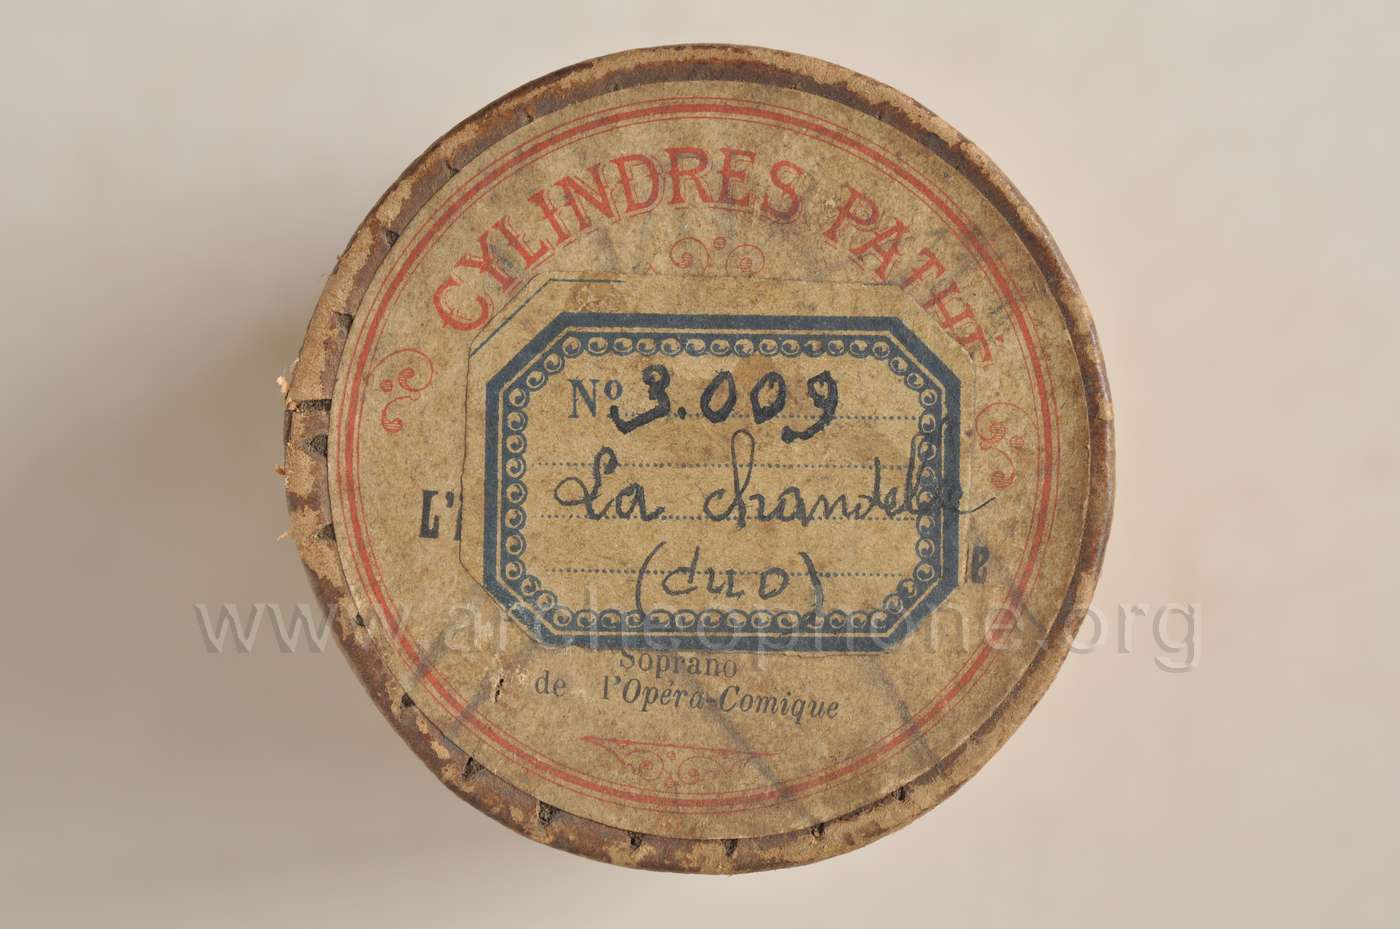 CYLINDRES PATHÉ
Nº 3.009
La chandelle
(duo)
Soprano
de l'Opéra-Comique
www.archeophone.org